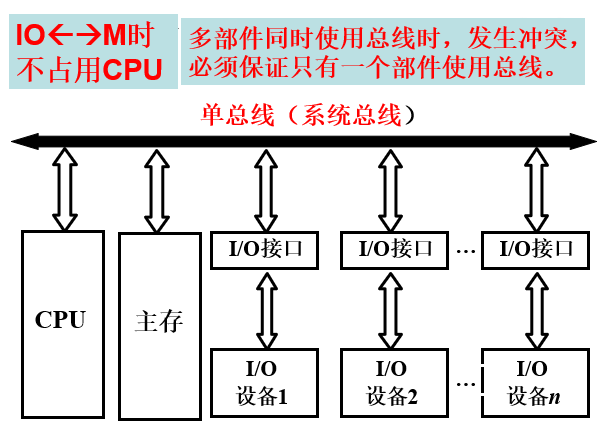 IO←→M时
不占用CPU
多部件同时使用总线时，发生冲突，
必须保证只有一个部件使用总线。
单总线（系统总线）
CPU
主存
I/O接口
I/O接口
...
I/O接口
I/O
设备1
I/O
设备2
...
I/O
设备n